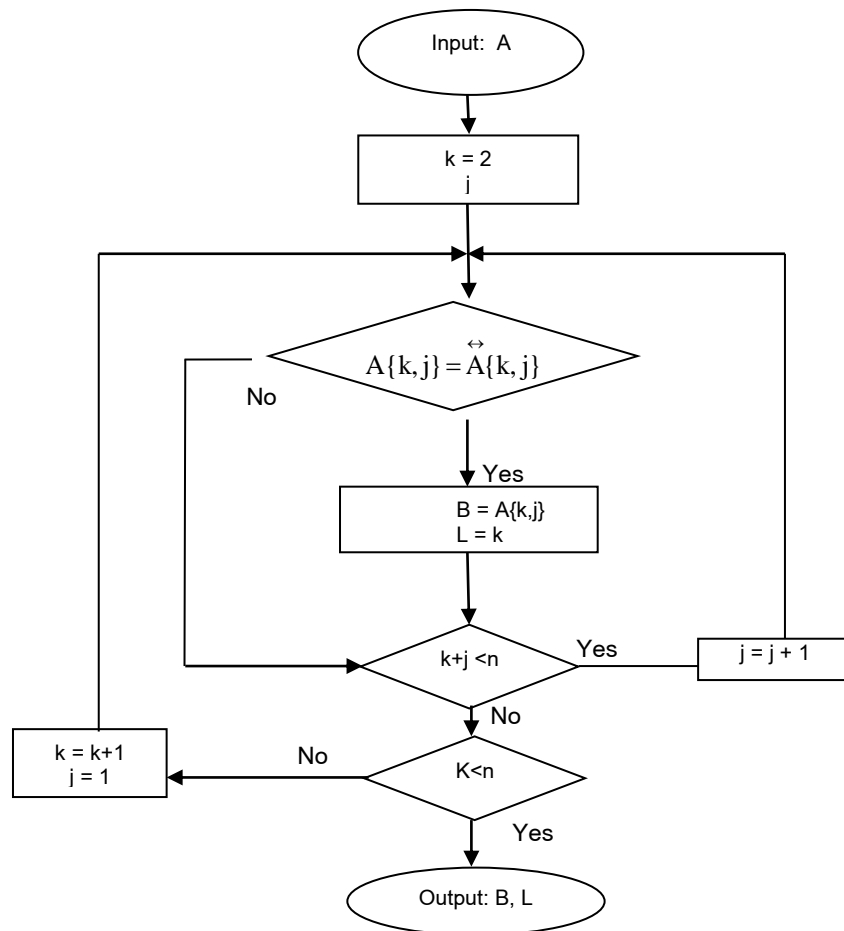 Input: A
k = 2
j
A{k, j} = A{k, j}
↔
No
Yes
B = A{k,j}
L = k
k+j <n
Yes
j = j + 1
No
k = k+1
j = 1
No
K<n
Yes
Output: B, L